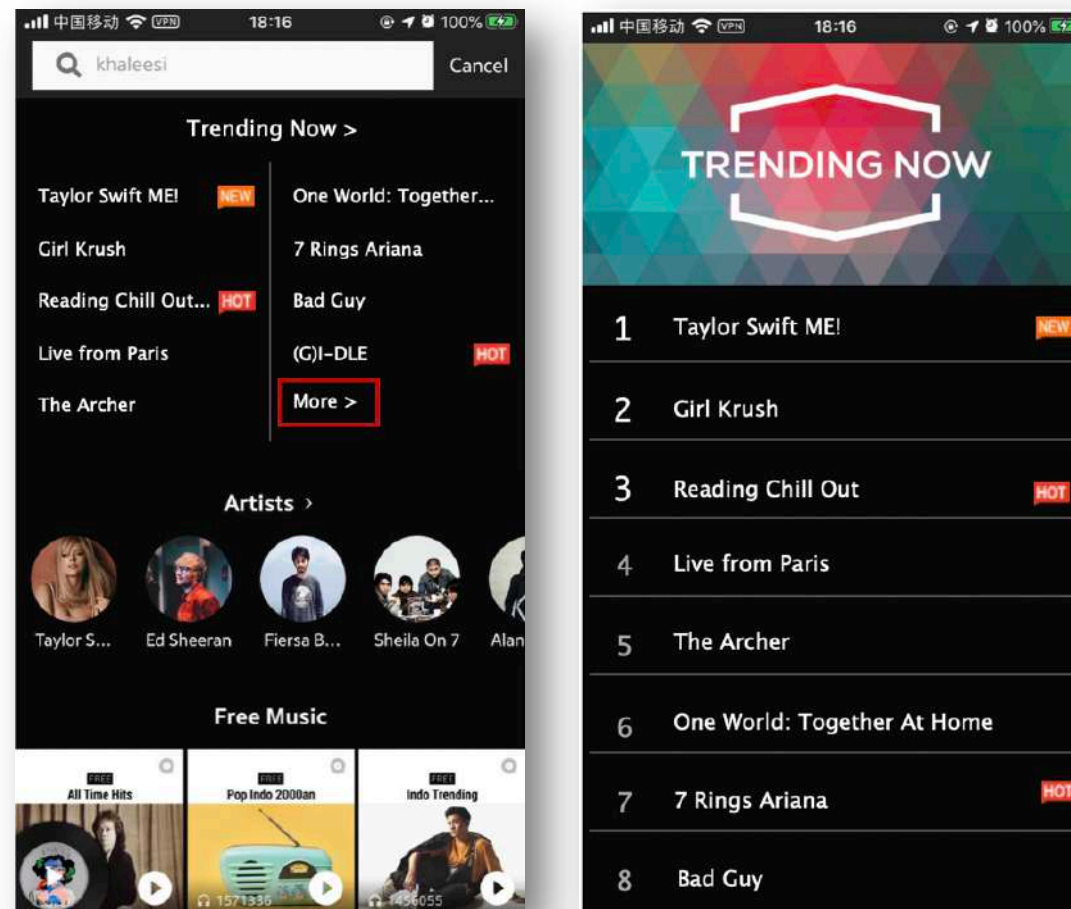 中国移动 VPN 18:16 100%
khaleesi Cancel
Trending Now >
Taylor Swift ME! NEW
Girl Krush
Reading Chill Out... HOT
Live from Paris
The Archer
One World: Together...
7 Rings Ariana
Bad Guy
(G)I-DLE HOT
More >
Artists >
Taylor S... Ed Sheeran Fiersa B... Sheila On 7 Alan
Free Music
FREE FREE FREE
All Time Hits Pop Indo 2000an Indo Trending
1571336 1456055
中国移动 VPN 18:16 100%
TRENDING NOW
1 Taylor Swift ME! NEW
2 Girl Krush
3 Reading Chill Out HOT
4 Live from Paris
5 The Archer
6 One World: Together At Home
7 7 Rings Ariana HOT
8 Bad Guy